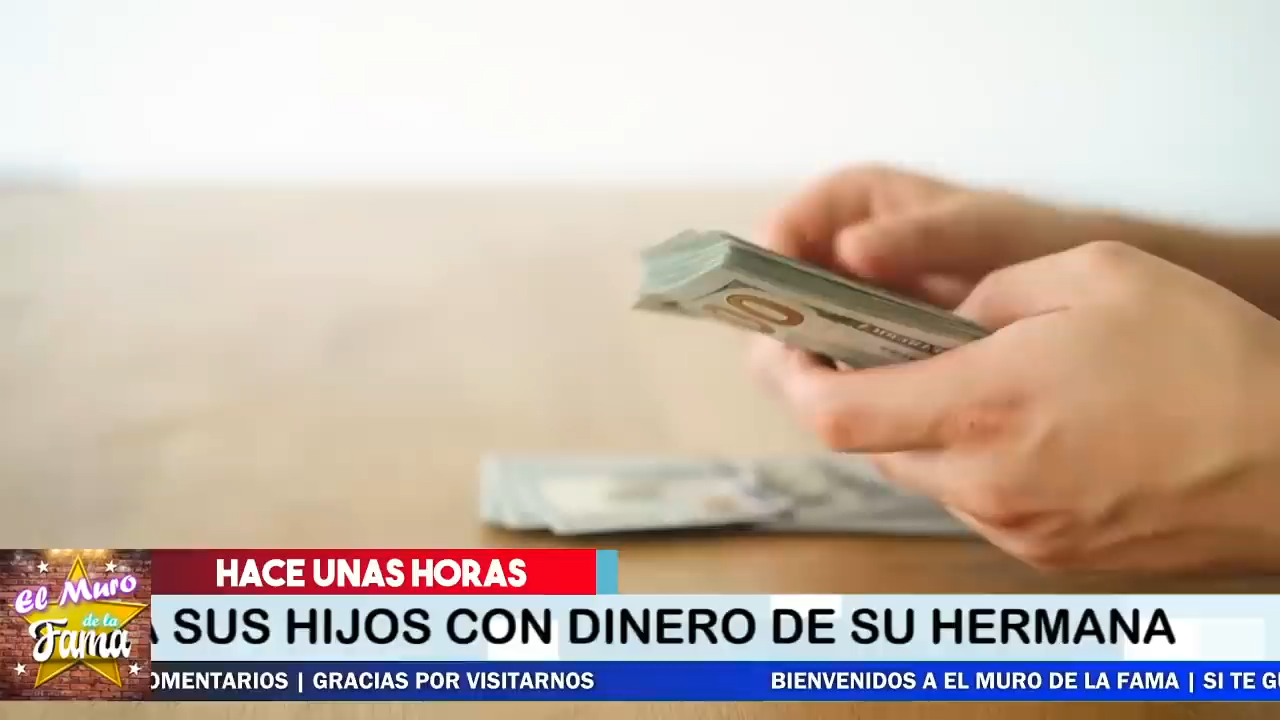 HACE UNAS HORAS
A SUS HIJOS CON DINERO DE SU HERMANA
El Muro
de la
Fama
OMENTARIOS | GRACIAS POR VISITARNOS
BIENVENIDOS A EL MURO DE LA FAMA | SI TE GU